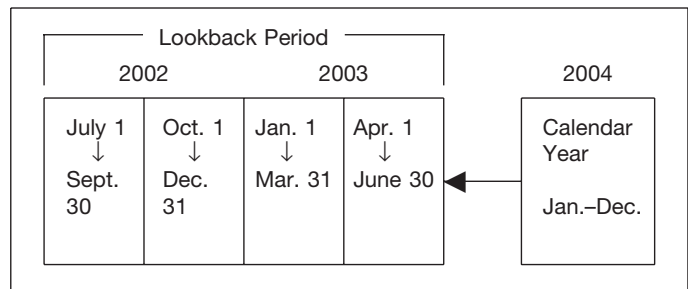 Lookback Period
2002 2003 2004
July 1 Oct. 1 Jan. 1 Apr. 1 Calendar
↓ ↓ ↓ ↓ Year
Sept. Dec. Mar. 31 June 30
30 31 Jan.–Dec.